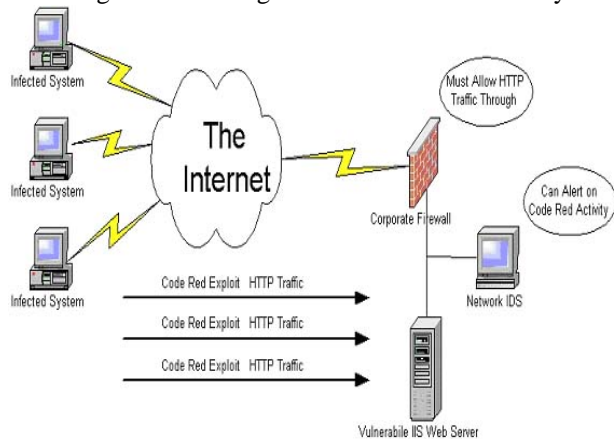 Infected System
Must Allow HTTP
Traffic Through
The
Internet
Infected System
Corporate Firewall
Can Alert on
Code Red Activity
Infected System
Code Red Exploit HTTP Traffic
Network IDS
Code Red Exploit HTTP Traffic
Code Red Exploit HTTP Traffic
Vulnerabile IIS Web Server